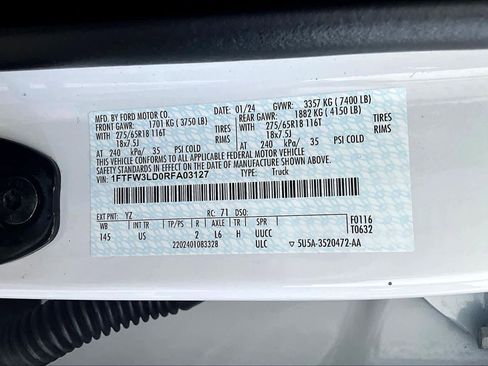 MFD. BY FORD MOTOR CO. 01/24 GVWR: 3357 KG ( 7400 LB)
FRONT GAWR: 1701 KG ( 3750 LB) REAR GAWR: 1882 KG ( 4150 LB)
WITH 275/65R18 116T TIRES WITH 275/65R18 116T TIRES
18x7.5J RIMS 18x7.5J RIMS
AT 240 kPa/ 35 PSI COLD AT 240 kPa/ 35 PSI COLD
THIS VEHICLE CONFORMS TO ALL APPLICABLE FEDERAL MOTOR VEHICLE
SAFETY STANDARDS IN EFFECT ON THE DATE OF MANUFACTURE SHOWN ABOVE.
VIN: 1FTFW3LD0RFA03127 TYPE: Truck
EXT PNT: YZ RC: 71 DSO: F0116
WB INT TR TP/PS R AXLE TR SPR T0632
145 US 2 L6 H UUCC
2202401083328 ULC 5U5A-3520472-AA